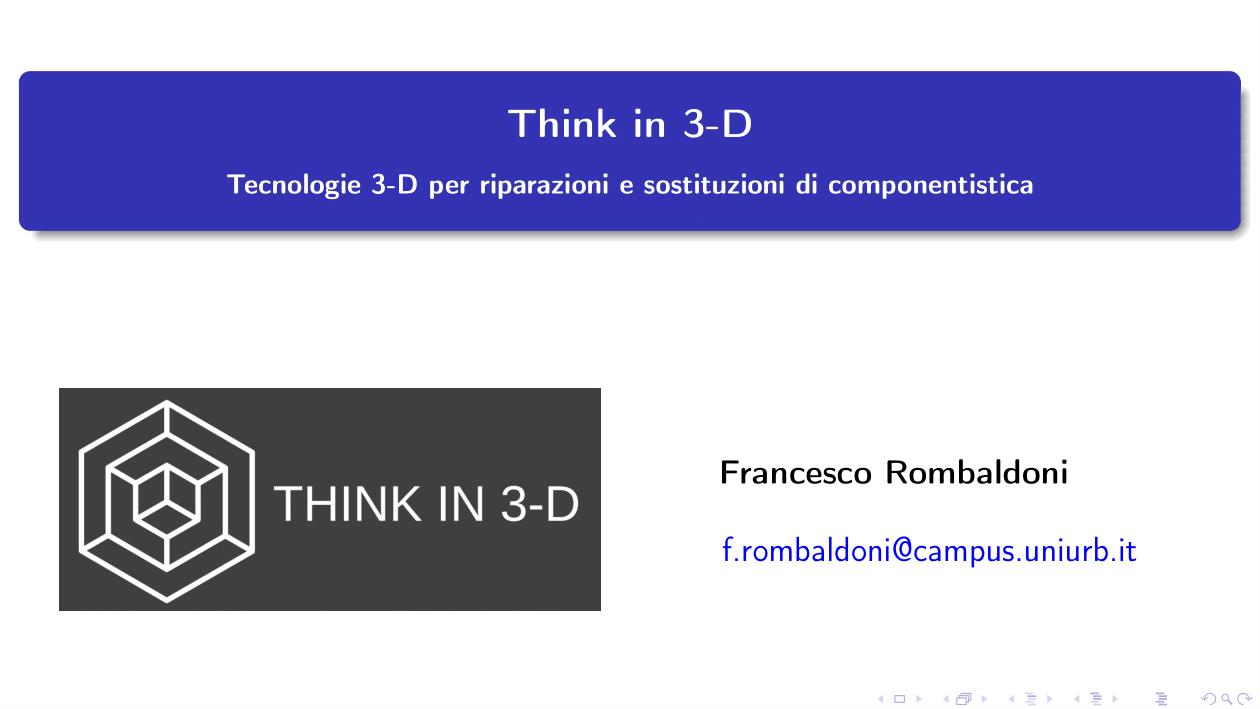 Think in 3-D
Tecnologie 3-D per riparazioni e sostituzioni di componentistica
THINK IN 3-D
Francesco Rombaldoni
f.rombaldoni@campus.uniurb.it